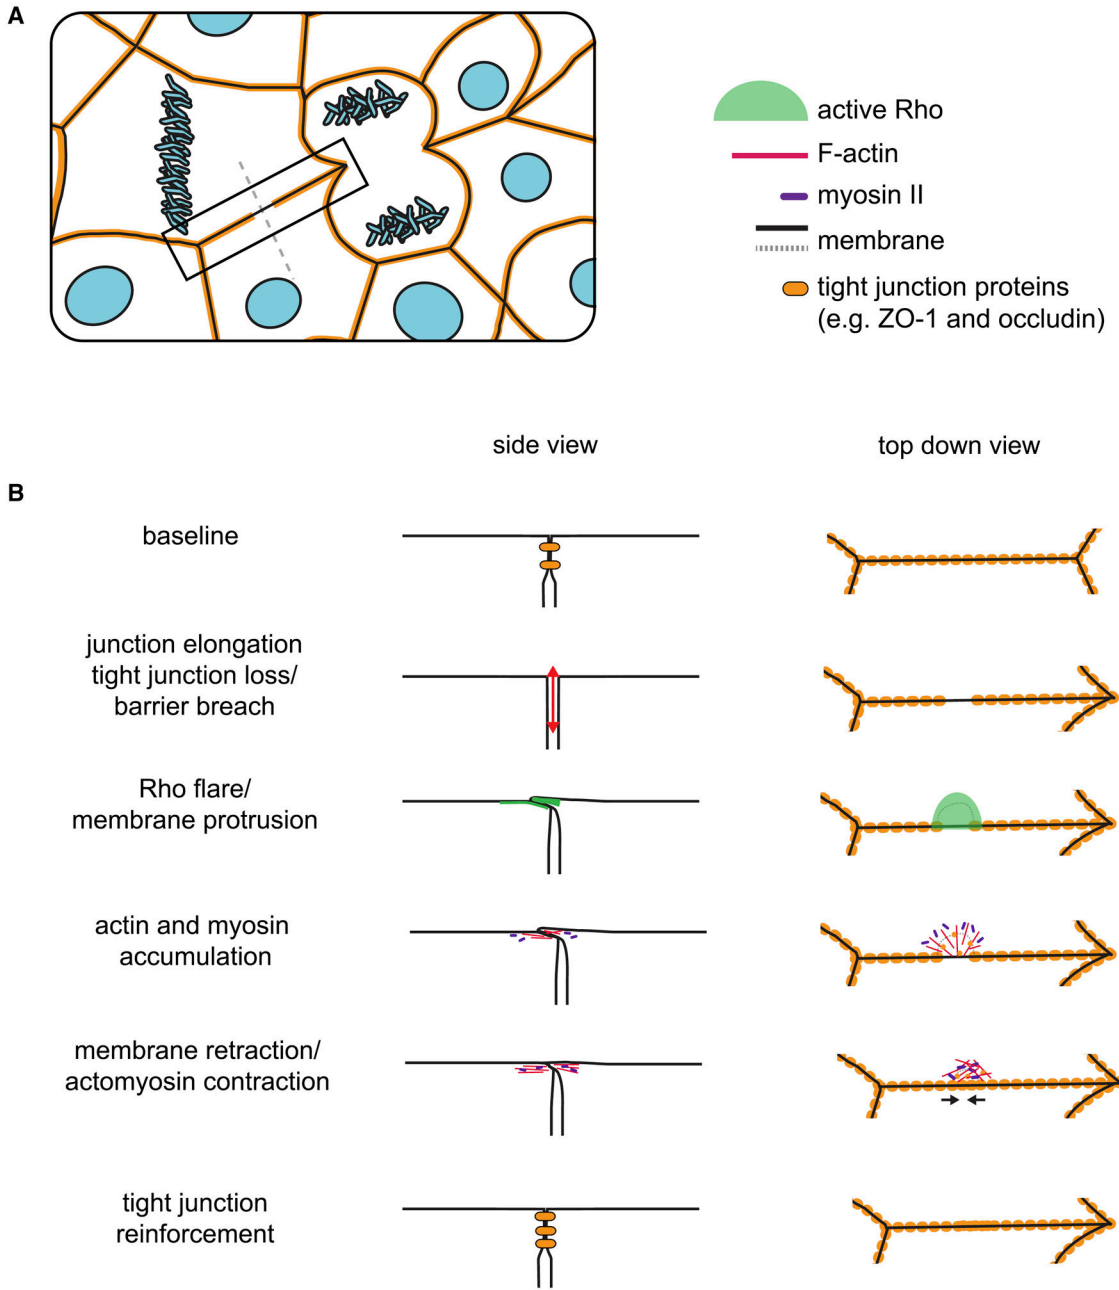 A
active Rho
F-actin
myosin II
membrane
tight junction proteins
(e.g. ZO-1 and occludin)
side view
top down view
B
baseline
junction elongation
tight junction loss/
barrier breach
Rho flare/
membrane protrusion
actin and myosin
accumulation
membrane retraction/
actomyosin contraction
tight junction
reinforcement